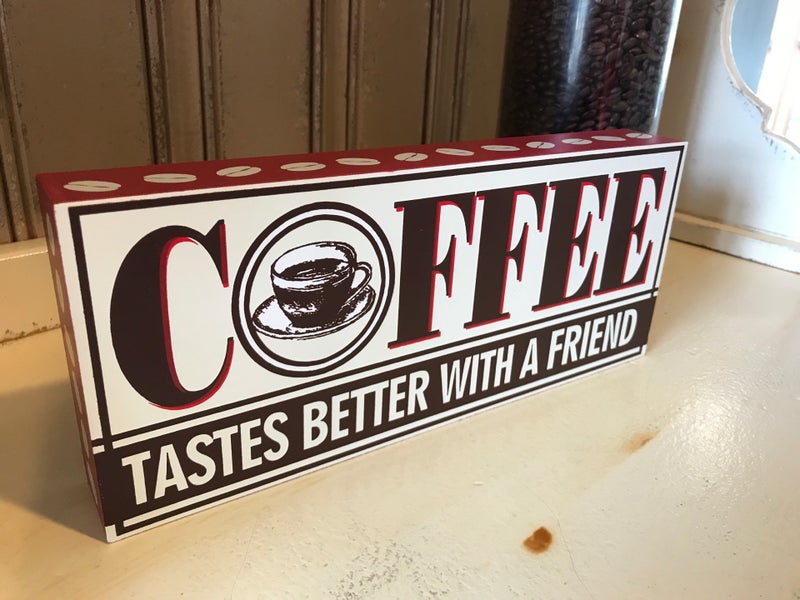 COFFEE
TASTES BETTER WITH A FRIEND